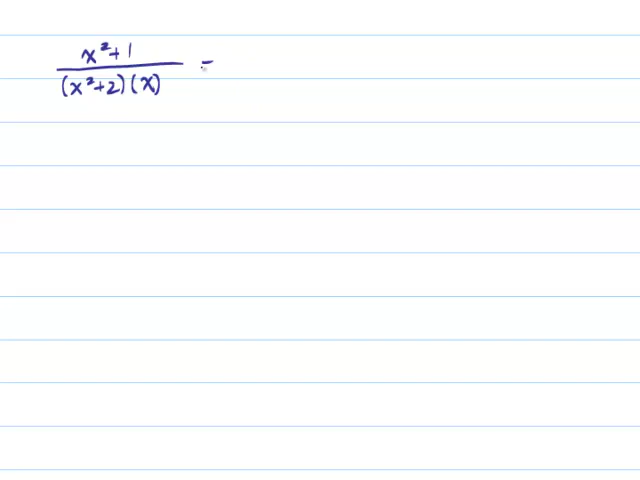 x²+1
=
(x²+2)(x)